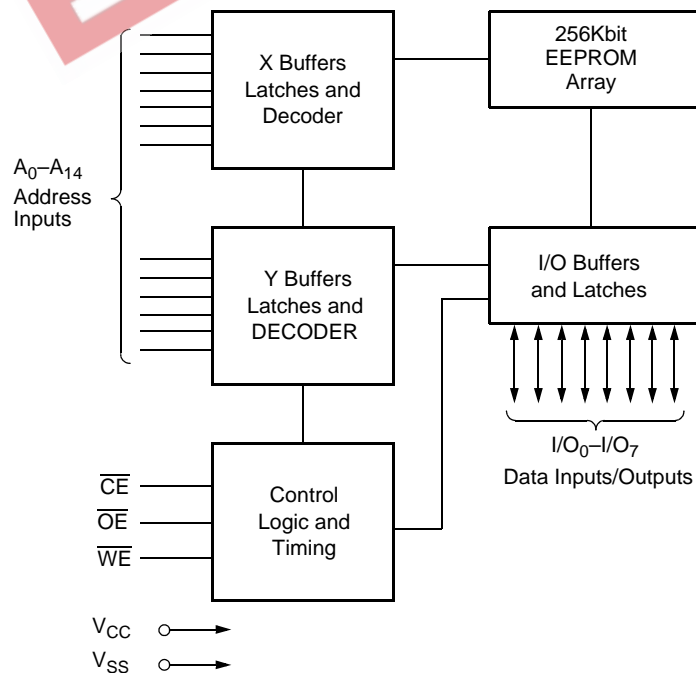 X Buffers
Latches and
Decoder
256Kbit
EEPROM
Array
A0–A14
Address
Inputs
Y Buffers
Latches and
DECODER
I/O Buffers
and Latches
I/O0–I/O7
Data Inputs/Outputs
CE
OE
WE
Control
Logic and
Timing
VCC
VSS